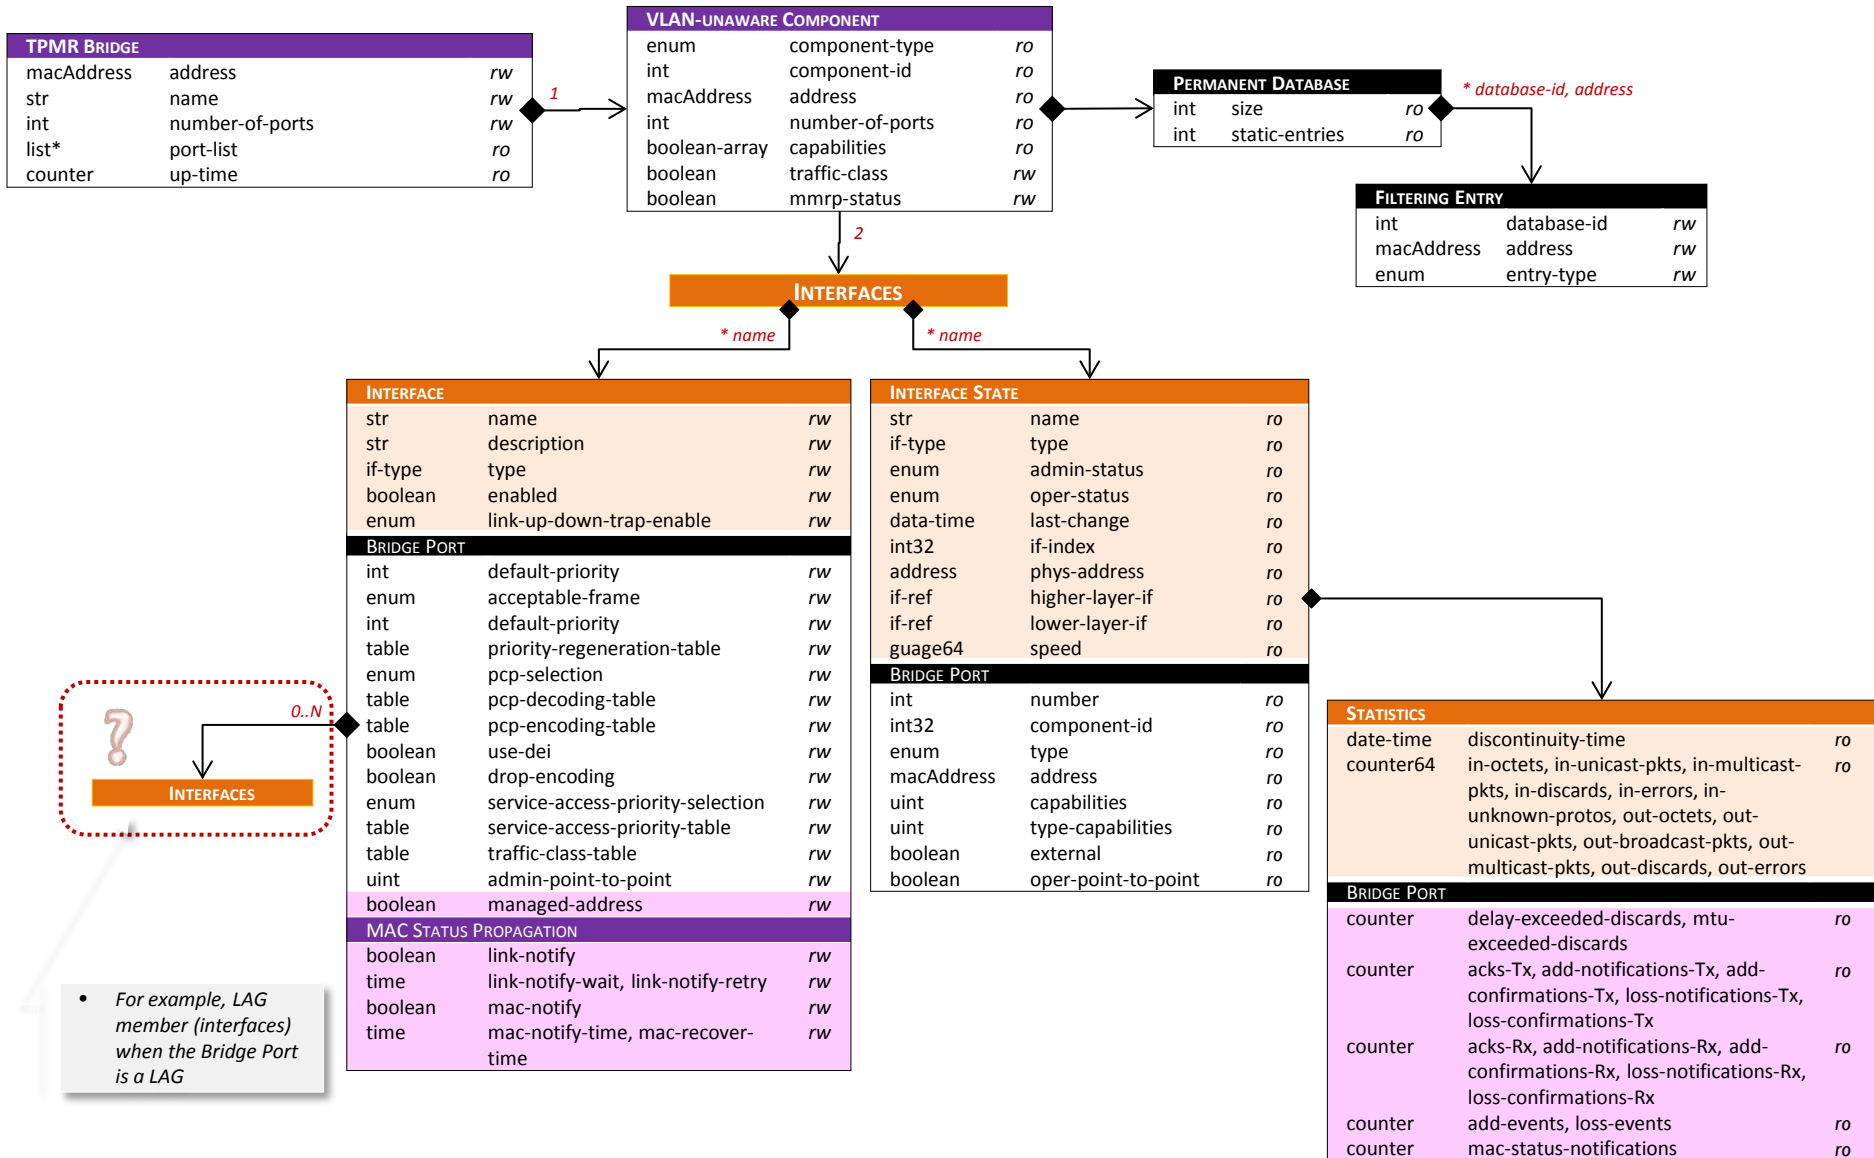 TPMR BRIDGE
macAddress address rw
str name rw
int number-of-ports rw
list* port-list ro
counter up-time ro
1
VLAN-UNAWARE COMPONENT
enum component-type ro
int component-id ro
macAddress address ro
int number-of-ports ro
boolean-array capabilities ro
boolean traffic-class rw
boolean mmrp-status rw
PERMANENT DATABASE
int size ro
int static-entries ro
* database-id, address
FILTERING ENTRY
int database-id rw
macAddress address rw
enum entry-type rw
2
INTERFACES
* name
* name
INTERFACE
str name rw
str description rw
if-type type rw
boolean enabled rw
enum link-up-down-trap-enable rw
BRIDGE PORT
int default-priority rw
enum acceptable-frame rw
int default-priority rw
table priority-regeneration-table rw
enum pcp-selection rw
table pcp-decoding-table rw
table pcp-encoding-table rw
boolean use-dei rw
boolean drop-encoding rw
enum service-access-priority-selection rw
table service-access-priority-table rw
table traffic-class-table rw
uint admin-point-to-point rw
boolean managed-address rw
MAC STATUS PROPAGATION
boolean link-notify rw
time link-notify-wait, link-notify-retry rw
boolean mac-notify rw
time mac-notify-time, mac-recover- rw
time
INTERFACE STATE
str name ro
if-type type ro
enum admin-status ro
enum oper-status ro
data-time last-change ro
int32 if-index ro
address phys-address ro
if-ref higher-layer-if ro
if-ref lower-layer-if ro
guage64 speed ro
BRIDGE PORT
int number ro
int32 component-id ro
enum type ro
macAddress address ro
uint capabilities ro
uint type-capabilities ro
boolean external ro
boolean oper-point-to-point ro
STATISTICS
date-time discontinuity-time ro
counter64 in-octets, in-unicast-pkts, in-multicast- ro
pkts, in-discards, in-errors, in-
unknown-protos, out-octets, out-
unicast-pkts, out-broadcast-pkts, out-
multicast-pkts, out-discards, out-errors
BRIDGE PORT
counter delay-exceeded-discards, mtu- ro
exceeded-discards
counter acks-Tx, add-notifications-Tx, add- ro
confirmations-Tx, loss-notifications-Tx,
loss-confirmations-Tx
counter acks-Rx, add-notifications-Rx, add- ro
confirmations-Rx, loss-notifications-Rx,
loss-confirmations-Rx
counter add-events, loss-events ro
counter mac-status-notifications ro
?
0..N
INTERFACES
• For example, LAG
member (interfaces)
when the Bridge Port
is a LAG